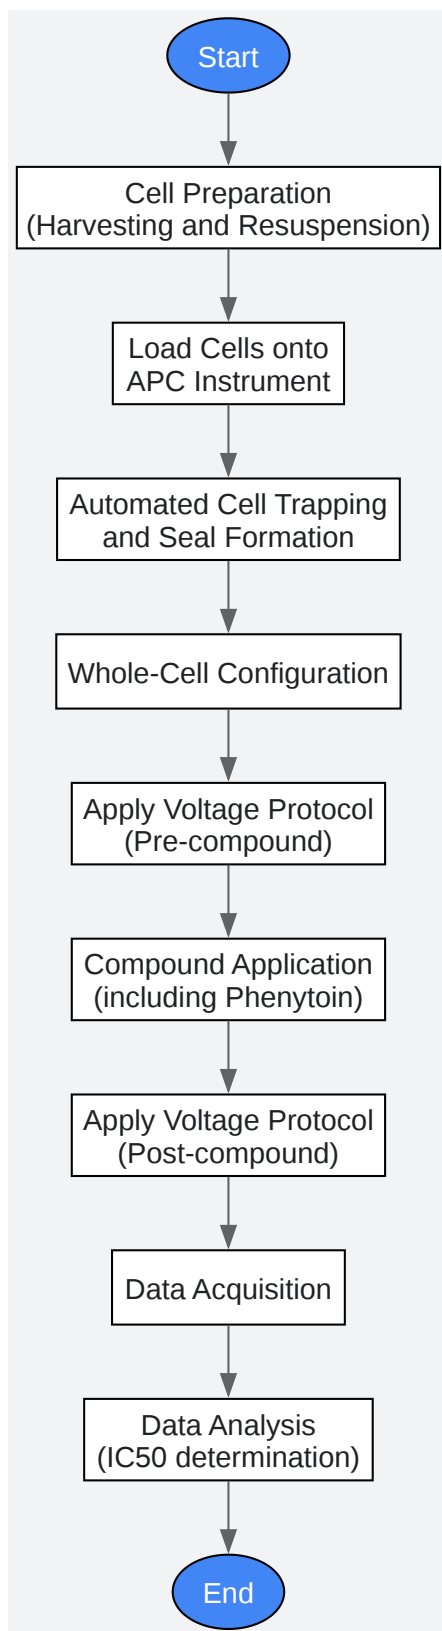 Start
Cell Preparation
(Harvesting and Resuspension)
Load Cells onto
APC Instrument
Automated Cell Trapping
and Seal Formation
Whole-Cell Configuration
Apply Voltage Protocol
(Pre-compound)
Compound Application
(including Phenytoin)
Apply Voltage Protocol
(Post-compound)
Data Acquisition
Data Analysis
(IC50 determination)
End